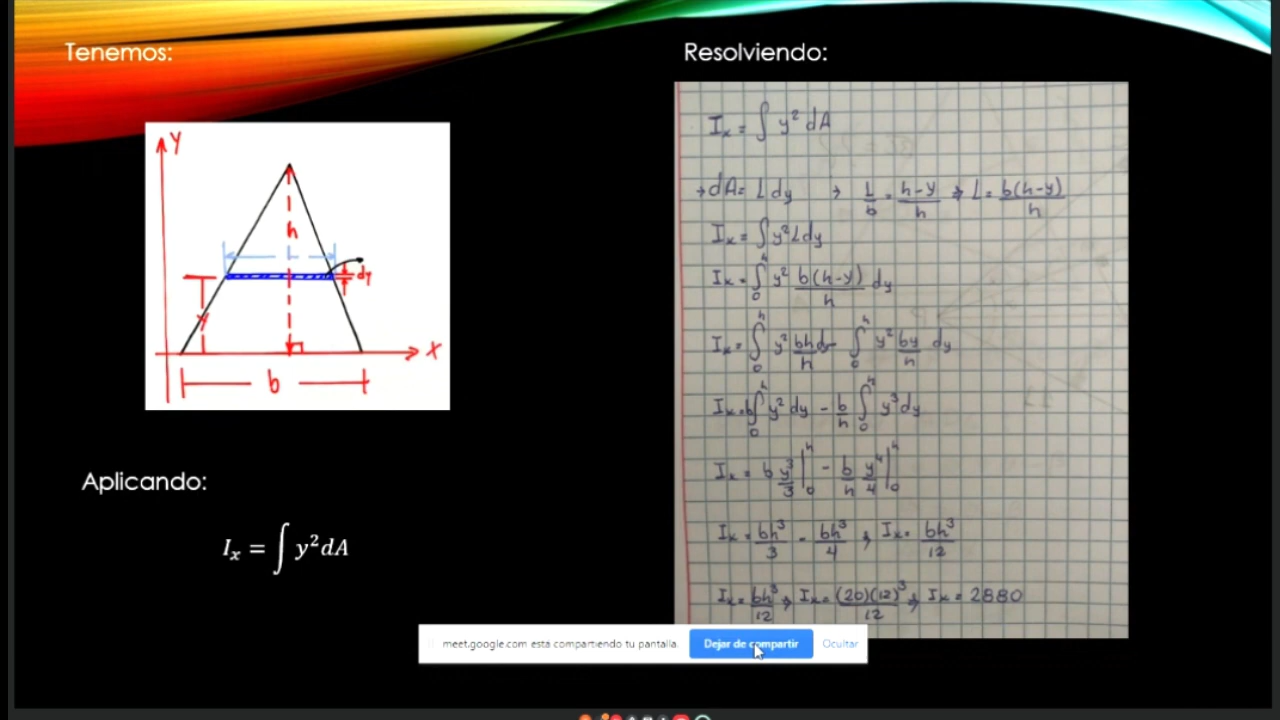 Tenemos:
Y
h
dy
y
X
b
Aplicando:
Iₓ = ∫ y²dA
Resolviendo:
Iₓ = ∫ y² dA
→ dA = L dy → L/b = h-y/h → L = b(h-y)/h
Iₓ = ∫ y² L dy
Iₓ = ∫₀ʰ y² b(h-y)/h dy
Iₓ = ∫₀ʰ y² bh/h dy - ∫₀ʰ y² by/h dy
Iₓ = b ∫₀ʰ y² dy - b/h ∫₀ʰ y³ dy
Iₓ = b y³/3 |₀ʰ - b/h y⁴/4 |₀ʰ
Iₓ = bh³/3 - bh³/4 → Iₓ = bh³/12
Iₓ = bh³/12 → Iₓ = (20)(12)³/12 → Iₓ = 2880
meet.google.com está compartiendo tu pantalla.
Dejar de compartir
Ocultar